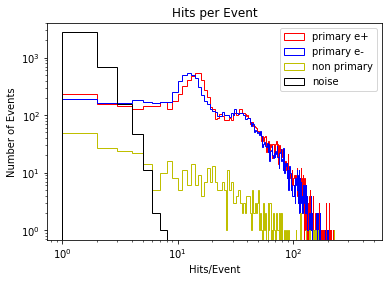 Hits per Event
primary e+
primary e-
non primary
noise
Number of Events
10³
10²
10¹
10⁰
10⁰ 10¹ 10²
Hits/Event